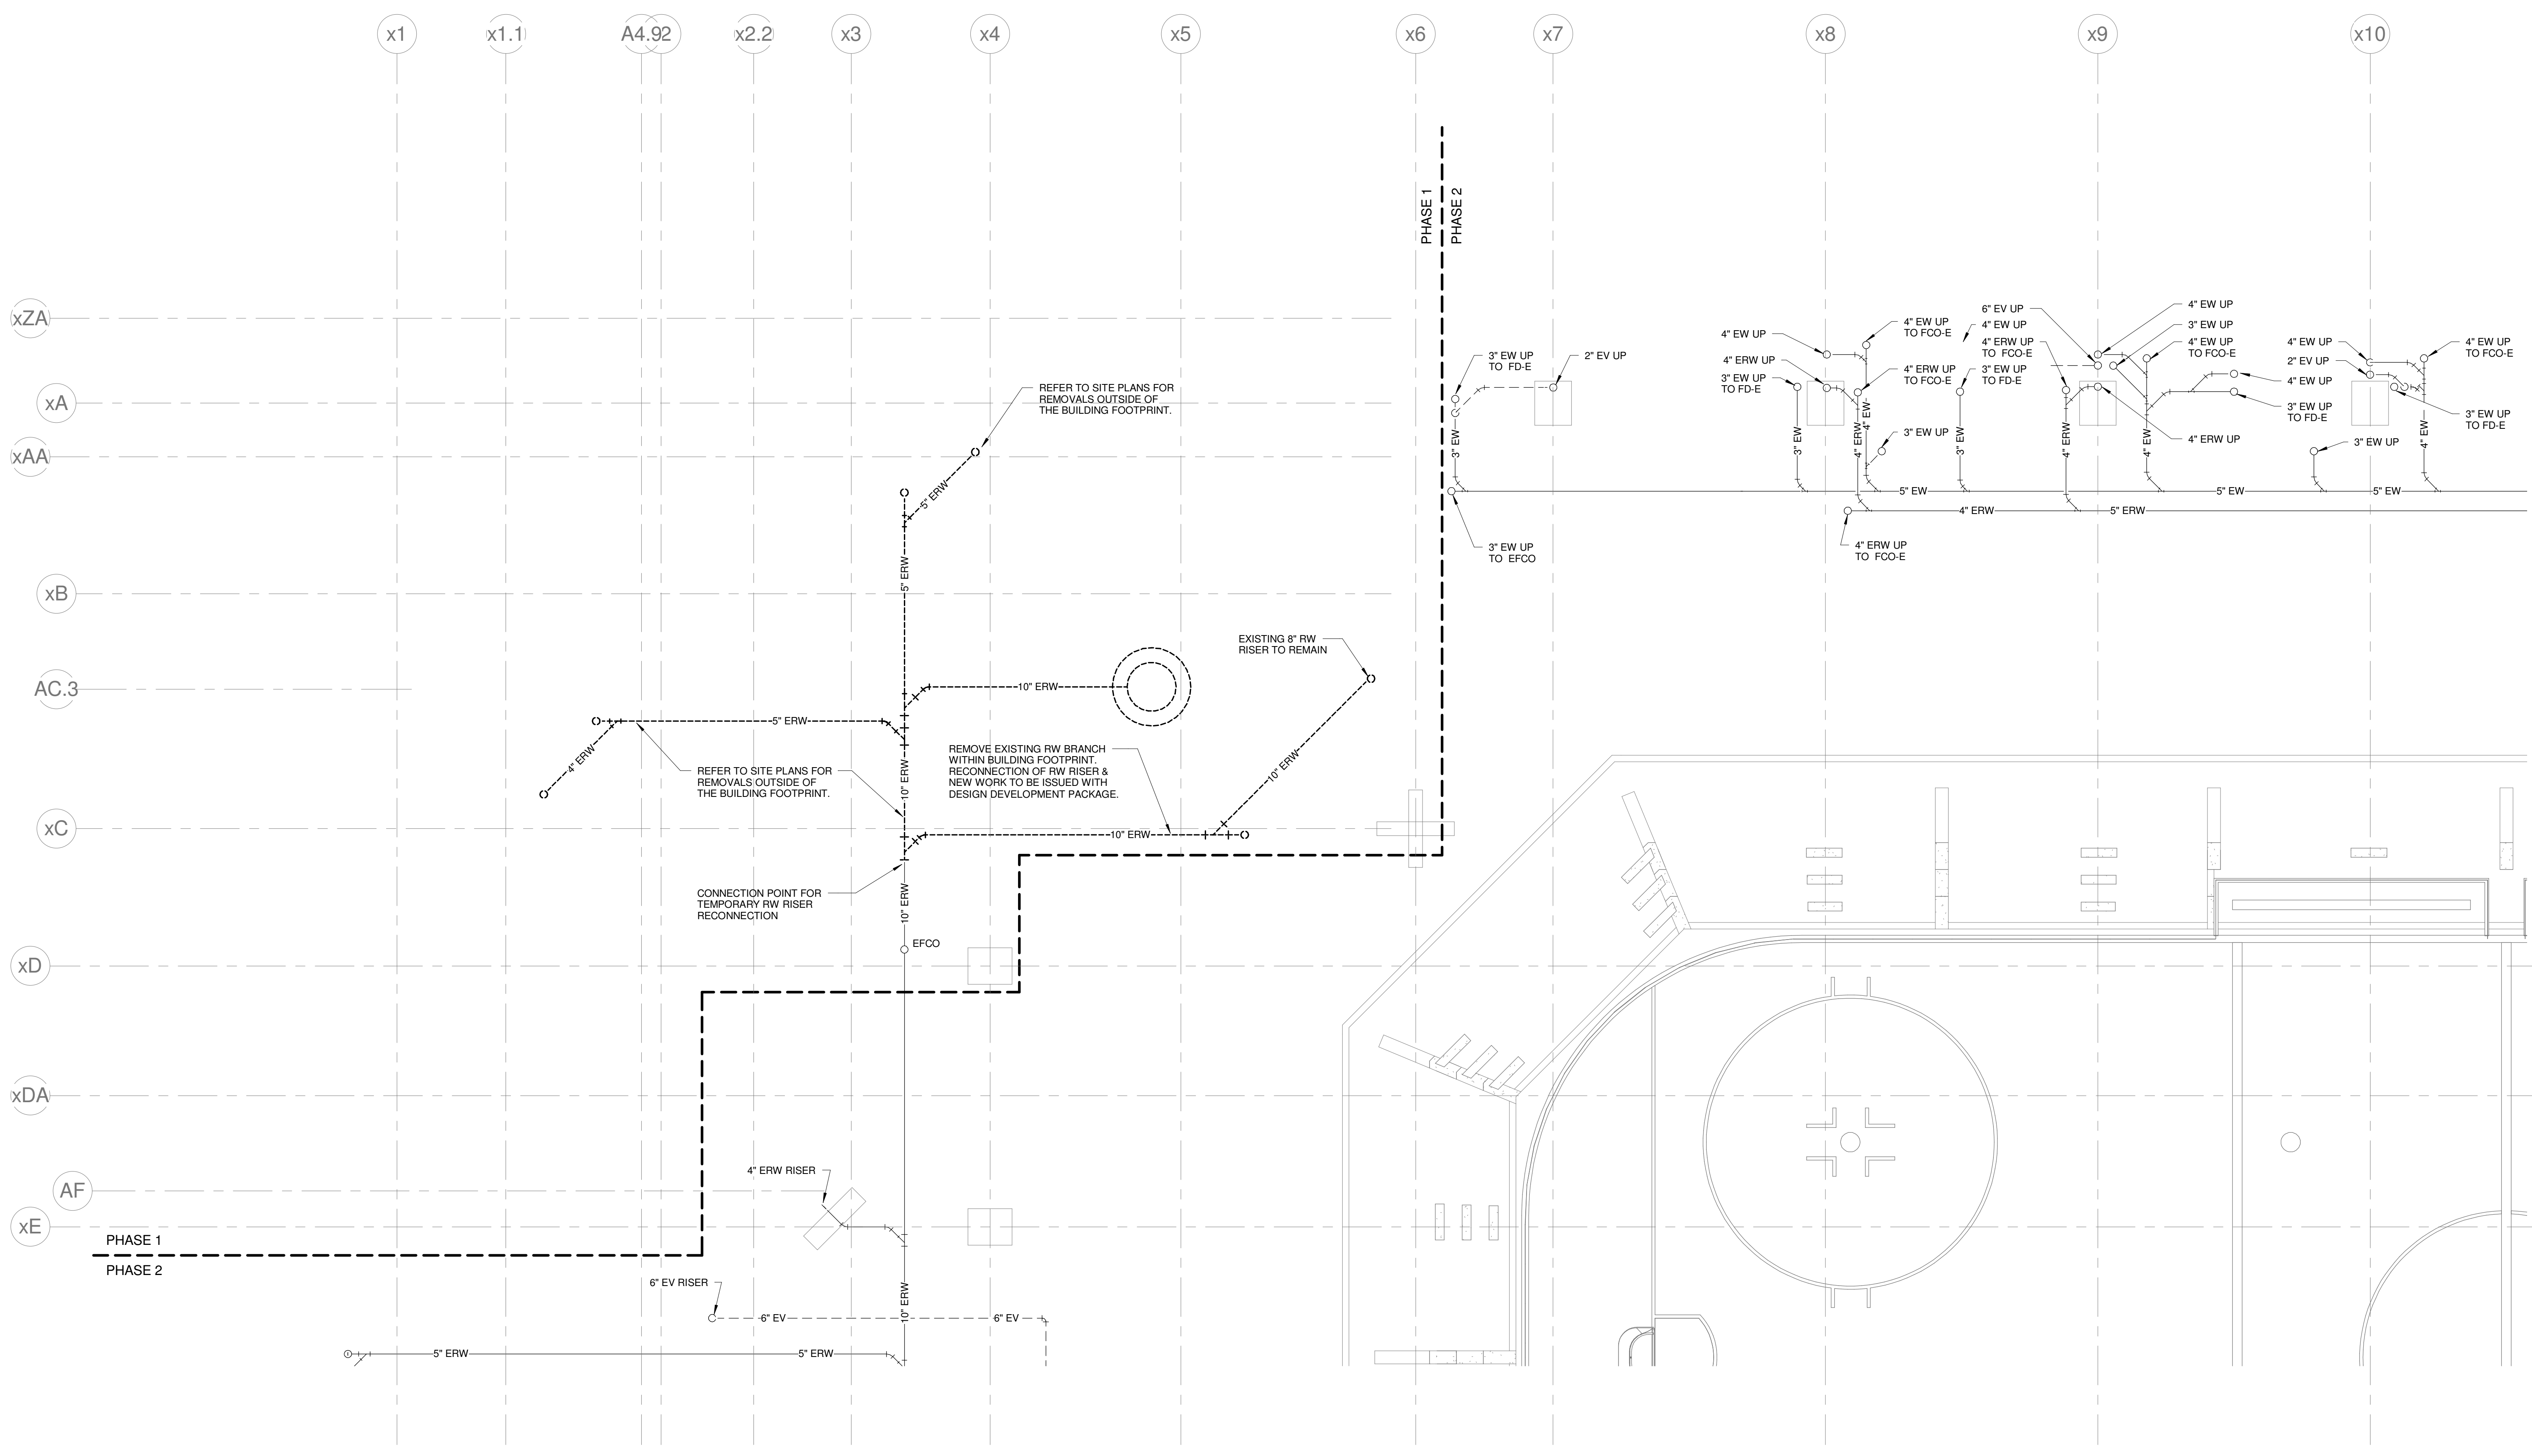 x1
x1.1
A4.9
2
x2.2
x3
x4
x5
x6
x7
x8
x9
x10
PHASE 1
PHASE 2
xZA
xA
xAA
xB
AC.3
xC
xD
xDA
AF
xE
REFER TO SITE PLANS FOR
REMOVALS OUTSIDE OF
THE BUILDING FOOTPRINT.
5" ERW
5" ERW
EXISTING 8" RW
RISER TO REMAIN
10" ERW
5" ERW
4" ERW
REFER TO SITE PLANS FOR
REMOVALS OUTSIDE OF
THE BUILDING FOOTPRINT.
10" ERW
REMOVE EXISTING RW BRANCH
WITHIN BUILDING FOOTPRINT.
RECONNECTION OF RW RISER &
NEW WORK TO BE ISSUED WITH
DESIGN DEVELOPMENT PACKAGE.
10" ERW
10" ERW
CONNECTION POINT FOR
TEMPORARY RW RISER
RECONNECTION
10" ERW
EFCO
4" ERW RISER
PHASE 1
PHASE 2
6" EV RISER
10" ERW
6" EV
6" EV
5" ERW
5" ERW
3" EW UP
TO FD-E
2" EV UP
3" EW
3" EW UP
TO EFCO
4" EW UP
4" ERW UP
3" EW UP
TO FD-E
4" EW UP
TO FCO-E
4" ERW UP
TO FCO-E
3" EW
4" ERW
4" EW
3" EW UP
3" EW
5" EW
4" ERW UP
TO FCO-E
4" ERW
6" EV UP
4" EW UP
4" ERW UP
TO FCO-E
3" EW UP
TO FD-E
4" EW UP
3" EW UP
4" EW UP
TO FCO-E
4" EW UP
3" EW UP
TO FD-E
4" ERW UP
4" ERW
4" EW
5" EW
5" ERW
4" EW UP
2" EV UP
4" EW UP
TO FCO-E
3" EW UP
TO FD-E
3" EW UP
4" EW
5" EW